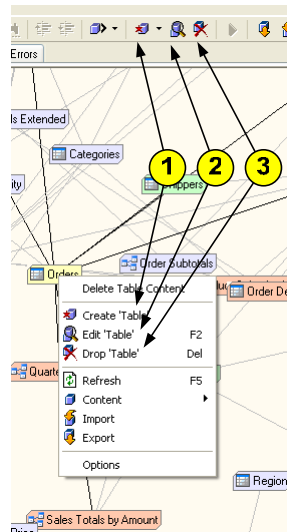 Errors
ls Extended
Categories
1
2
3
ity
Shippers
Order Subtotals
Orders
Order De
Delete Table Content
Create 'Table'
Edit 'Table' F2
Drop 'Table' Del
Quarte
Refresh F5
Content
Import
Export
Options
Region
Sales Totals by Amount